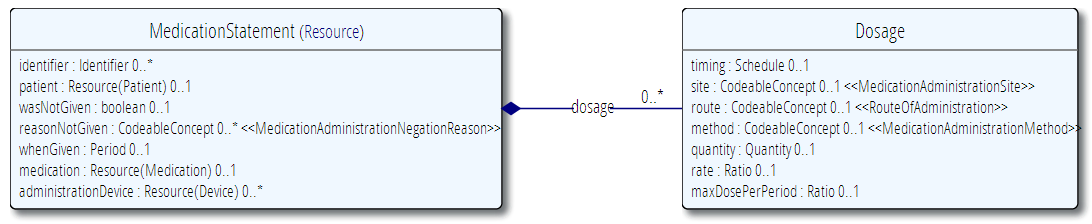 MedicationStatement (Resource)
identifier : Identifier 0..*
patient : Resource(Patient) 0..1
wasNotGiven : boolean 0..1
reasonNotGiven : CodeableConcept 0..* <<MedicationAdministrationNegationReason>>
whenGiven : Period 0..1
medication : Resource(Medication) 0..1
administrationDevice : Resource(Device) 0..*
dosage
0..*
Dosage
timing : Schedule 0..1
site : CodeableConcept 0..1 <<MedicationAdministrationSite>>
route : CodeableConcept 0..1 <<RouteOfAdministration>>
method : CodeableConcept 0..1 <<MedicationAdministrationMethod>>
quantity : Quantity 0..1
rate : Ratio 0..1
maxDosePerPeriod : Ratio 0..1